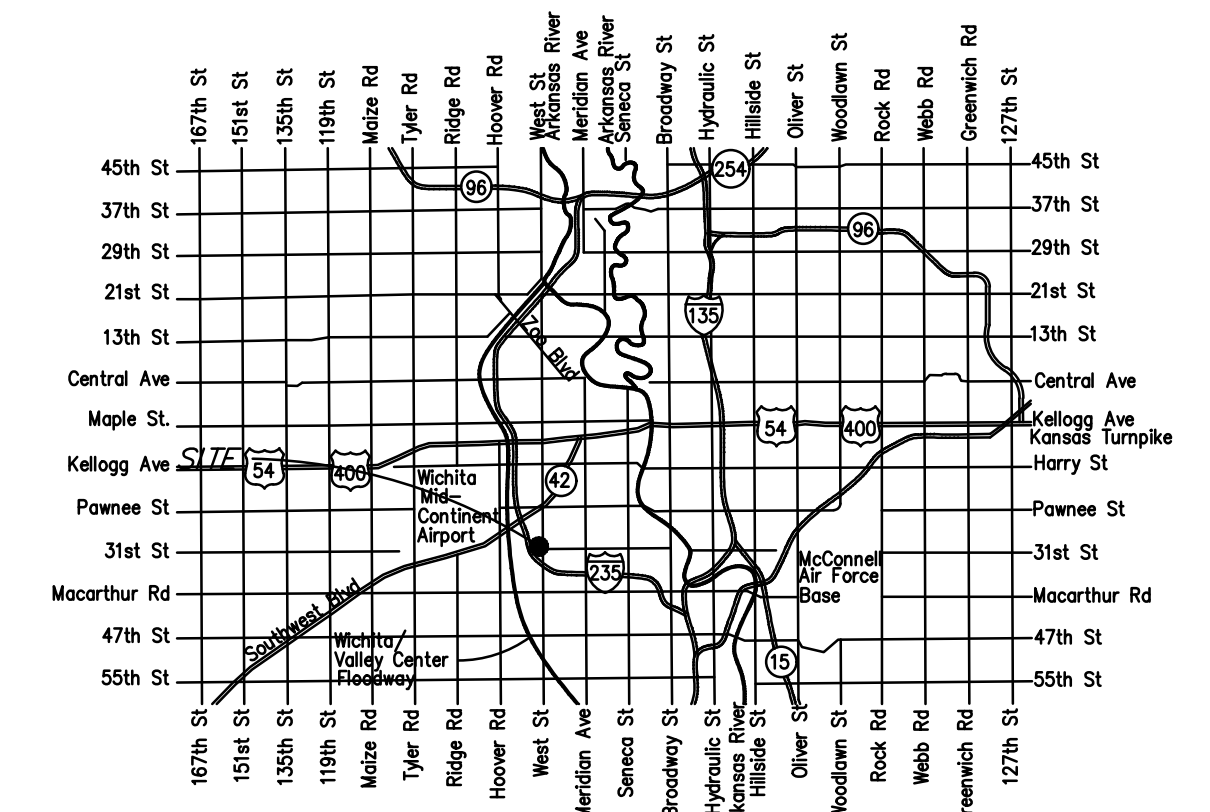 167th St
151st St
135th St
119th St
Maize Rd
Tyler Rd
Ridge Rd
Hoover Rd
West St
Arkansas River
Meridian Ave
Arkansas River
Seneca St
Broadway St
Hydraulic St
Hillside St
Oliver St
Woodlawn St
Rock Rd
Webb Rd
Greenwich Rd
127th St
45th St
254
45th St
96
37th St
37th St
96
29th St
29th St
21st St
21st St
135
13th St
Zoo Blvd
13th St
Central Ave
Central Ave
Maple St.
54
400
Kellogg Ave
Kansas Turnpike
SITE
Kellogg Ave
54
400
Harry St
Wichita
Mid-
Continent
Airport
42
Pawnee St
Pawnee St
31st St
31st St
235
McConnell
Air Force
Base
Macarthur Rd
Macarthur Rd
Southwest Blvd
47th St
Wichita/
Valley Center
Floodway
47th St
15
55th St
55th St
167th St
151st St
135th St
119th St
Maize Rd
Tyler Rd
Ridge Rd
Hoover Rd
West St
Meridian Ave
Seneca St
Broadway St
Hydraulic St
kansas River
Hillside St
Oliver St
Woodlawn St
Rock Rd
Webb Rd
reenwich Rd
127th St